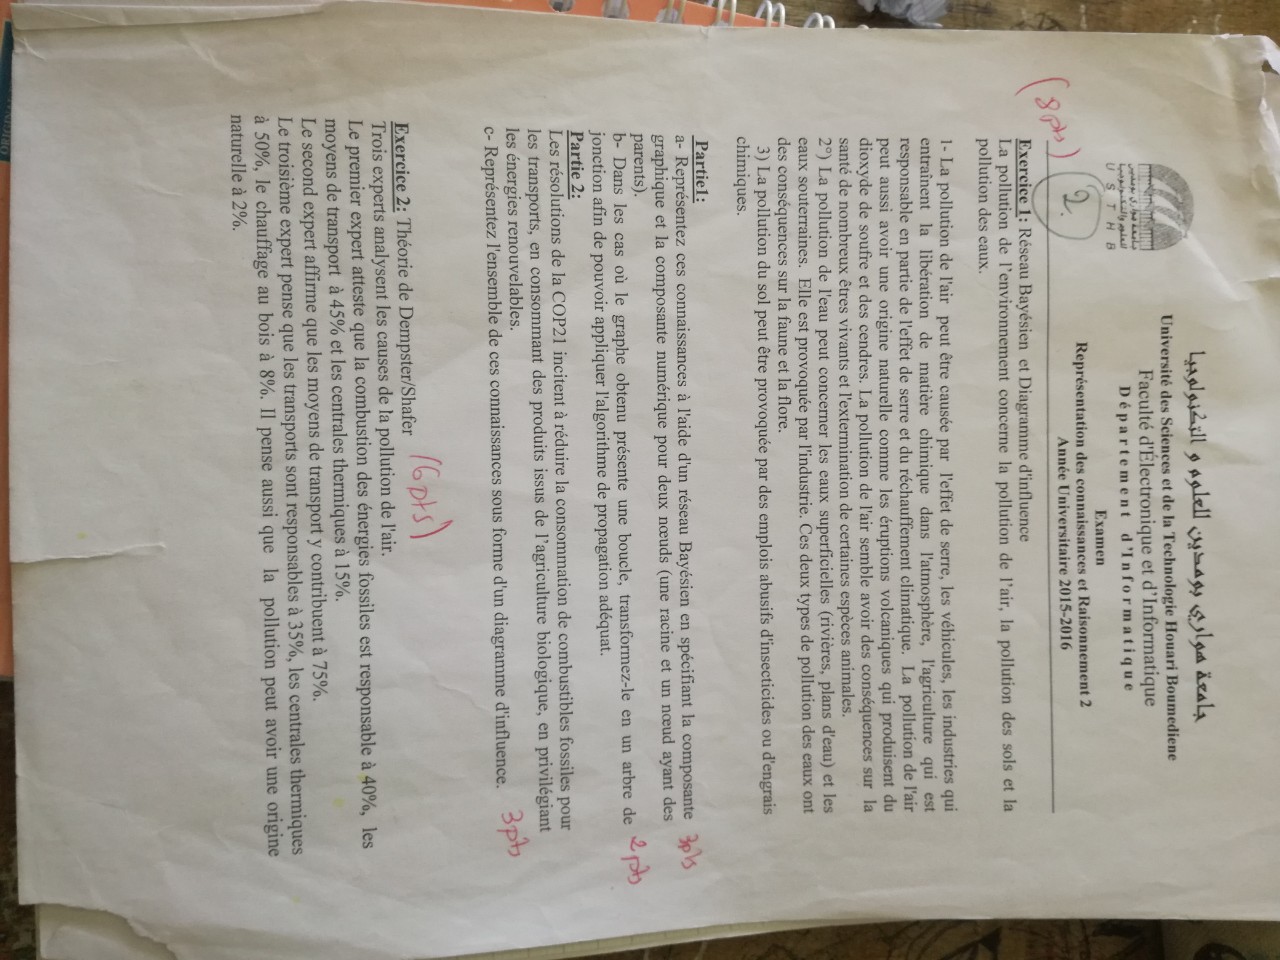 جامعة هواري بومدين للعلوم و التكنولوجيا
Université des Sciences et de la Technologie Houari Boumediene
Faculté d'Électronique et d'Informatique
Département d'Informatique
جامعة هواري بومدين
للعلوم والتكنولوجيا
U S T H B
Examen
Représentation des connaissances et Raisonnement 2
Année Universitaire 2015-2016
2.
(8pts)
Exercice 1: Réseau Bayésien et Diagramme d'influence
La pollution de l'environnement concerne la pollution de l'air, la pollution des sols et la
pollution des eaux.
1- La pollution de l'air peut être causée par l'effet de serre, les véhicules, les industries qui
entraînent la libération de matière chimique dans l'atmosphère, l'agriculture qui est
responsable en partie de l'effet de serre et du réchauffement climatique. La pollution de l'air
peut aussi avoir une origine naturelle comme les éruptions volcaniques qui produisent du
dioxyde de soufre et des cendres. La pollution de l'air semble avoir des conséquences sur la
santé de nombreux êtres vivants et l'extermination de certaines espèces animales.
2°) La pollution de l'eau peut concerner les eaux superficielles (rivières, plans d'eau) et les
eaux souterraines. Elle est provoquée par l'industrie. Ces deux types de pollution des eaux ont
des conséquences sur la faune et la flore.
3) La pollution du sol peut être provoquée par des emplois abusifs d'insecticides ou d'engrais
chimiques.
Partie1:
a- Représentez ces connaissances à l'aide d'un réseau Bayésien en spécifiant la composante 3pts
graphique et la composante numérique pour deux nœuds (une racine et un nœud ayant des
parents).
b- Dans les cas où le graphe obtenu présente une boucle, transformez-le en un arbre de 2pts
jonction afin de pouvoir appliquer l'algorithme de propagation adéquat.
Partie 2:
Les résolutions de la COP21 incitent à réduire la consommation de combustibles fossiles pour
les transports, en consommant des produits issus de l'agriculture biologique, en privilégiant
les énergies renouvelables.
c- Représentez l'ensemble de ces connaissances sous forme d'un diagramme d'influence. 3pts
Exercice 2: Théorie de Dempster/Shafer (6pts)
Trois experts analysent les causes de la pollution de l'air.
Le premier expert atteste que la combustion des énergies fossiles est responsable à 40%, les
moyens de transport à 45% et les centrales thermiques à 15%.
Le second expert affirme que les moyens de transport y contribuent à 75%.
Le troisième expert pense que les transports sont responsables à 35%, les centrales thermiques
à 50%, le chauffage au bois à 8%. Il pense aussi que la pollution peut avoir une origine
naturelle à 2%.